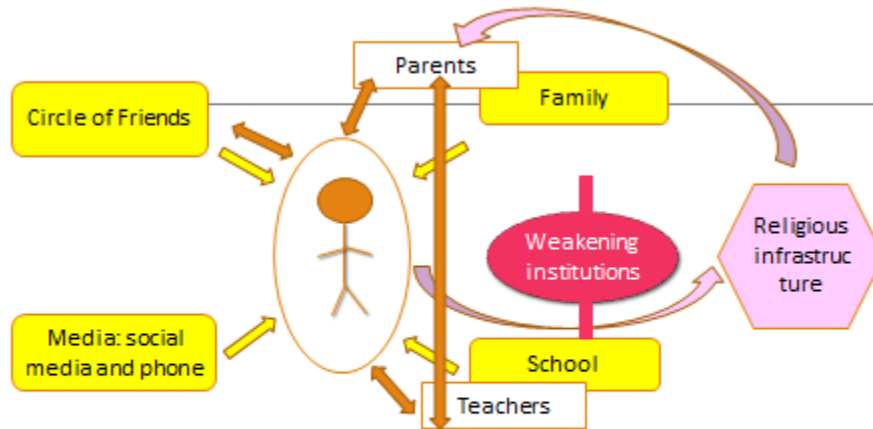 Parents
Family
Circle of Friends
Weakening
institutions
Religious
infrastruc
ture
Media: social
media and phone
School
Teachers